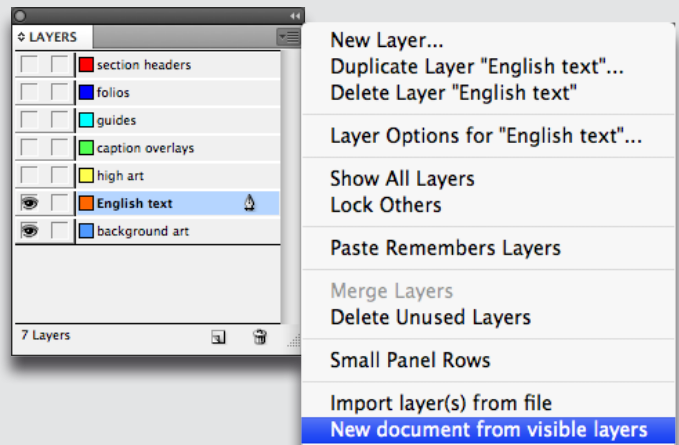 LAYERS
section headers
folios
guides
caption overlays
high art
English text
background art
7 Layers
New Layer...
Duplicate Layer "English text"...
Delete Layer "English text"
Layer Options for "English text"...
Show All Layers
Lock Others
Paste Remembers Layers
Merge Layers
Delete Unused Layers
Small Panel Rows
Import layer(s) from file
New document from visible layers